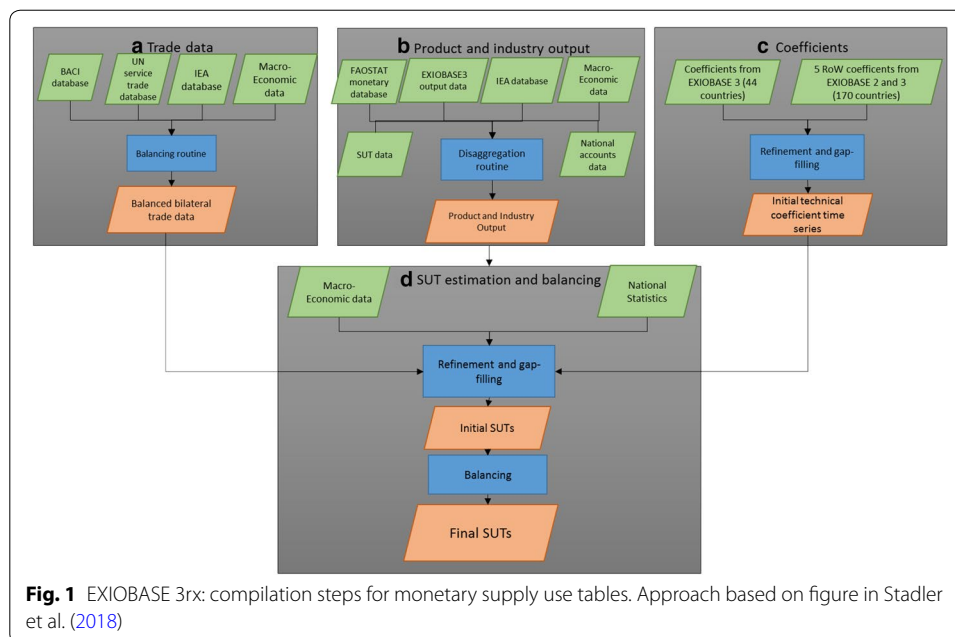 a Trade data
BACI
database
UN
service
trade
database
IEA
database
Macro-
Economic
data
Balancing routine
Balanced bilateral
trade data
b Product and industry output
FAOSTAT
monetary
database
EXIOBASE3
output data
IEA database
Macro-
Economic
data
SUT data
Disaggregation
routine
National
accounts
data
Product and Industry
Output
c Coefficients
Coefficients from
EXIOBASE 3 (44
countries)
5 RoW coefficents from
EXIOBASE 2 and 3
(170 countries)
Refinement and gap-
filling
Initial technical
coefficient time
series
d SUT estimation and balancing
Macro-
Economic data
National
Statistics
Refinement and gap-
filling
Initial SUTs
Balancing
Final SUTs
Fig. 1 EXIOBASE 3rx: compilation steps for monetary supply use tables. Approach based on figure in Stadler
et al. (2018)